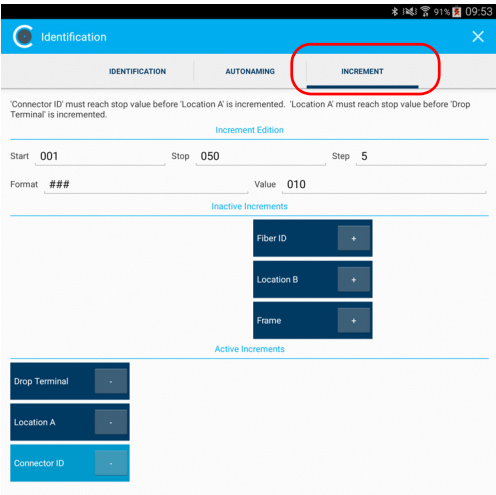 91% 09:53
Identification
IDENTIFICATION AUTONAMING INCREMENT
'Connector ID' must reach stop value before 'Location A' is incremented. 'Location A' must reach stop value before 'Drop
Terminal' is incremented.
Increment Edition
Start 001 Stop 050 Step 5
Format ### Value 010
Inactive Increments
Fiber ID +
Location B +
Frame +
Active Increments
Drop Terminal -
Location A -
Connector ID -